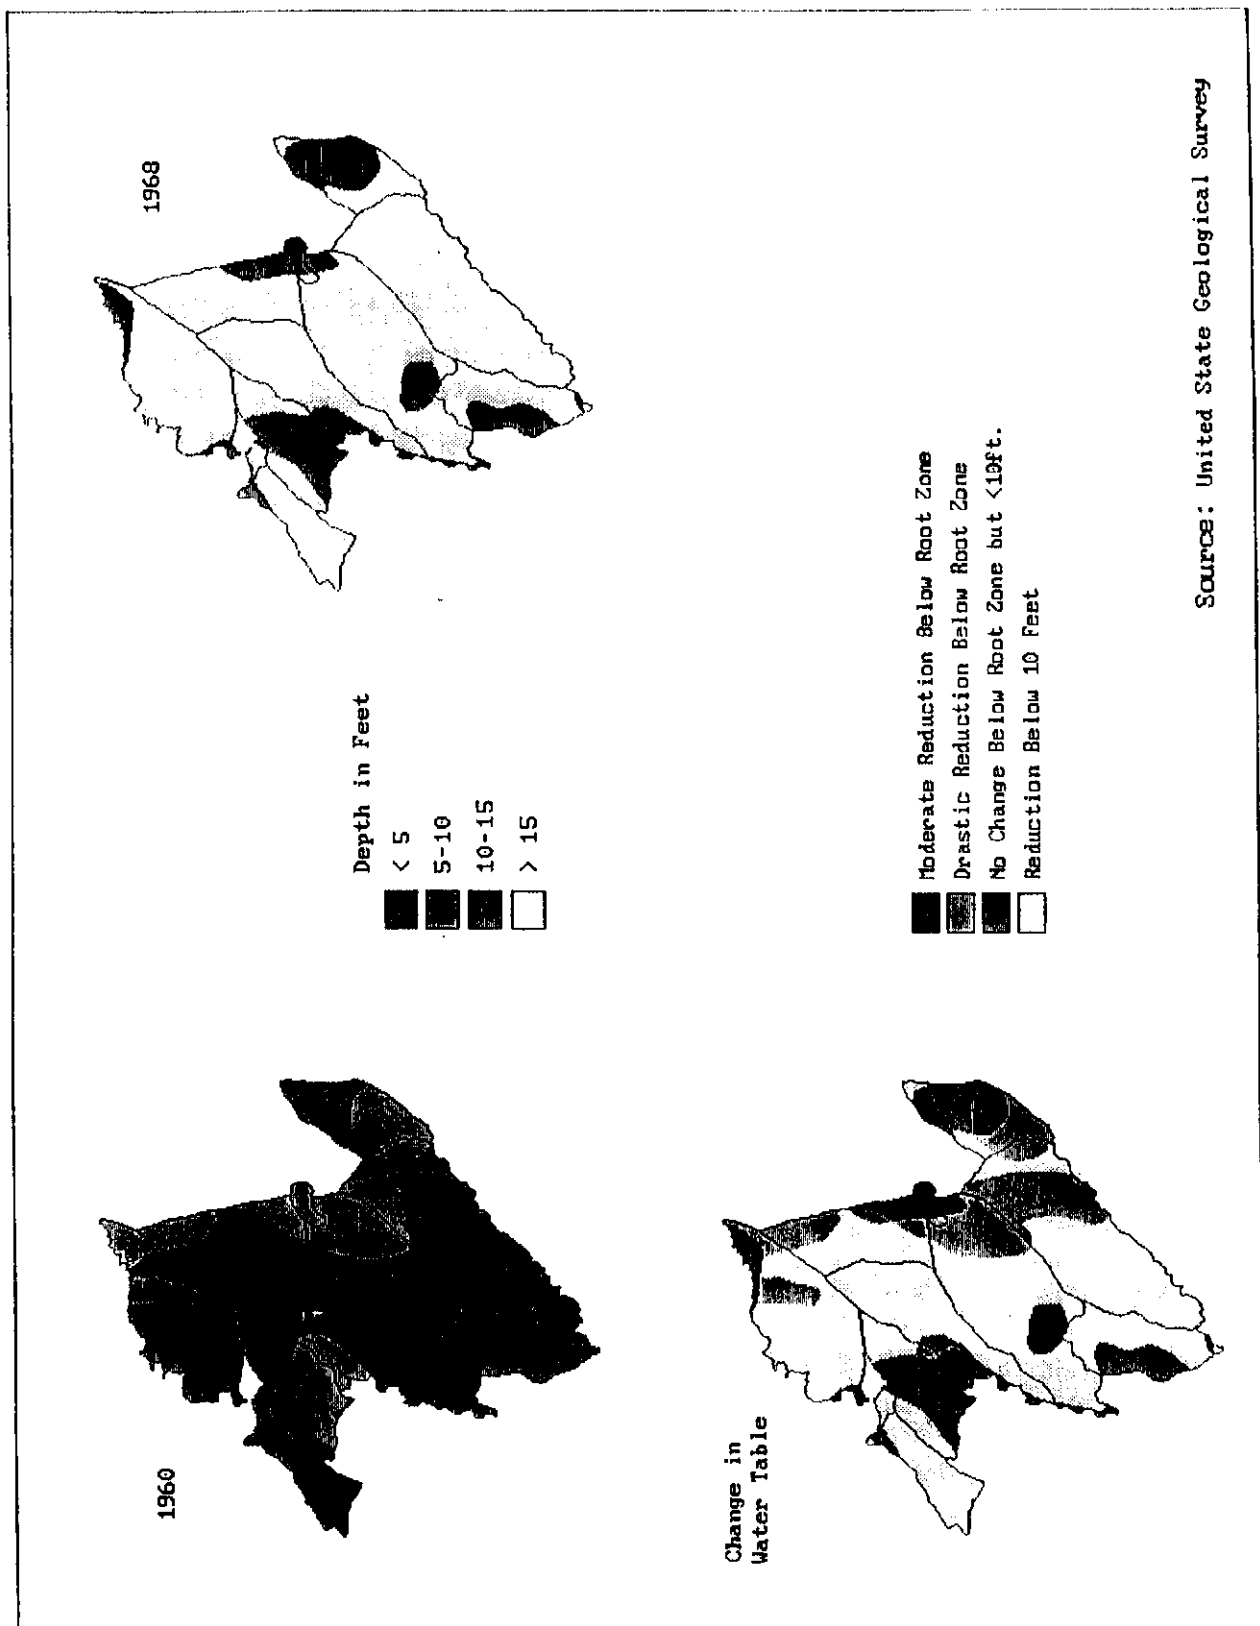 1960
1968
Depth in Feet
< 5
5-10
10-15
> 15
Change in
Water Table
Moderate Reduction Below Root Zone
Drastic Reduction Below Root Zone
No Change Below Root Zone but <10ft.
Reduction Below 10 Feet
Source: United State Geological Survey